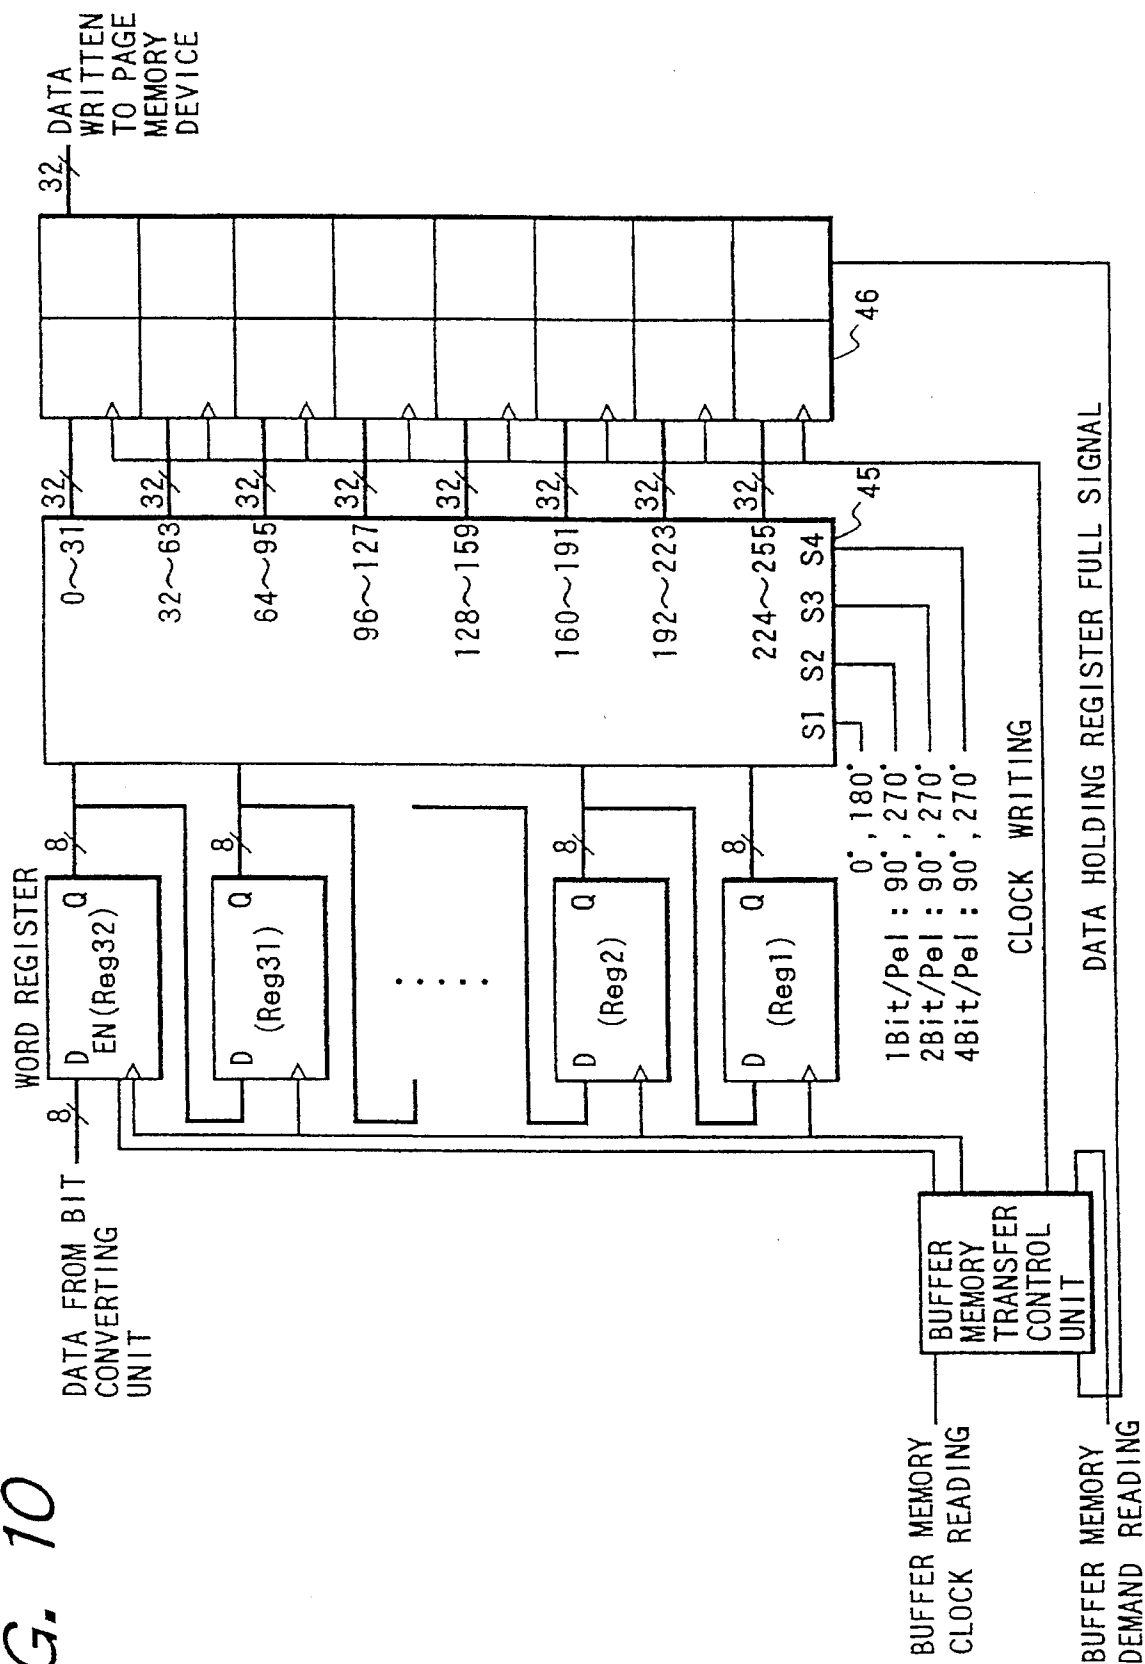 G. 10
WORD REGISTER
DATA FROM BIT
CONVERTING
UNIT
8
D
Q
EN(Reg32)
8
D
Q
(Reg31)
8
.....
D
Q
(Reg2)
8
D
Q
(Reg1)
8
0~31
32~63
64~95
96~127
128~159
160~191
192~223
224~255
S1
S2
S3
S4
45
32
32
32
32
32
32
32
32
46
32
DATA
WRITTEN
TO PAGE
MEMORY
DEVICE
0°,180°
1Bit/Pel:90°,270°
2Bit/Pel:90°,270°
4Bit/Pel:90°,270°
CLOCK WRITING
DATA HOLDING REGISTER FULL SIGNAL
BUFFER
MEMORY
TRANSFER
CONTROL
UNIT
BUFFER MEMORY
CLOCK READING
BUFFER MEMORY
DEMAND READING